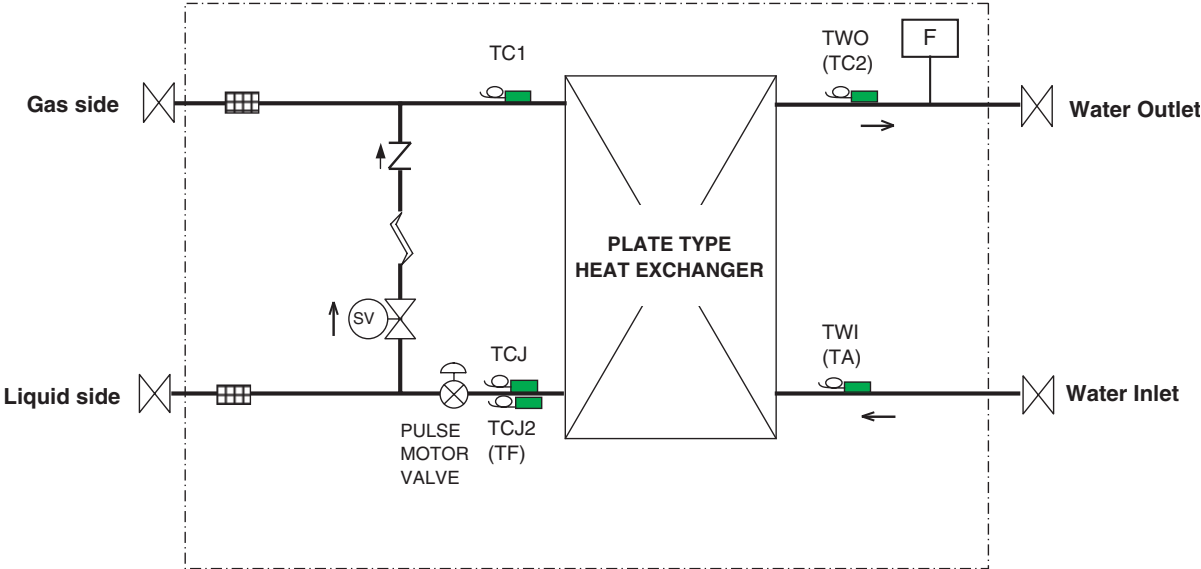 TC1
TWO
(TC2)
F
Gas side
Water Outlet
PLATE TYPE
HEAT EXCHANGER
SV
TCJ
TWI
(TA)
Liquid side
Water Inlet
PULSE
MOTOR
VALVE
TCJ2
(TF)